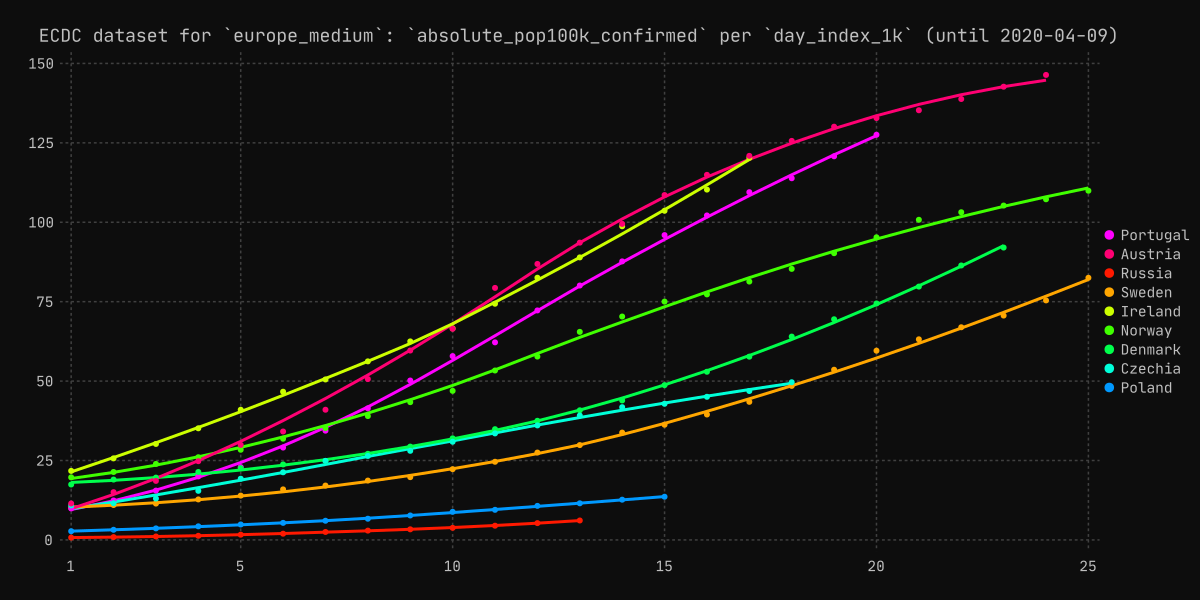 ECDC dataset for `europe_medium`: `absolute_pop100k_confirmed` per `day_index_1k` (until 2020-04-09)
150
125
100
75
50
25
0
1 5 10 15 20 25
Portugal
Austria
Russia
Sweden
Ireland
Norway
Denmark
Czechia
Poland